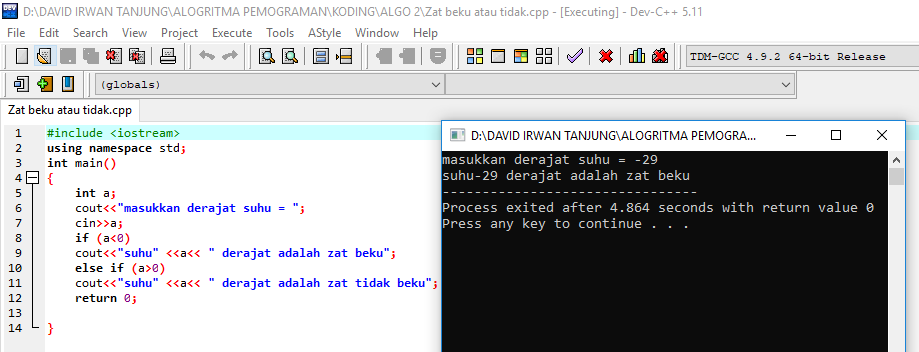 D:\DAVID IRWAN TANJUNG\ALOGRITMA PEMOGRAMAN\KODING\ALGO 2\Zat beku atau tidak.cpp - [Executing] - Dev-C++ 5.11
File Edit Search View Project Execute Tools AStyle Window Help
TDM-GCC 4.9.2 64-bit Release
(globals)
Zat beku atau tidak.cpp
1 #include <iostream>
2 using namespace std;
3 int main()
4 {
5 int a;
6 cout<<"masukkan derajat suhu = ";
7 cin>>a;
8 if (a<0)
9 cout<<"suhu" <<a<< " derajat adalah zat beku";
10 else if (a>0)
11 cout<<"suhu" <<a<< " derajat adalah zat tidak beku";
12 return 0;
13
14 }
D:\DAVID IRWAN TANJUNG\ALOGRITMA PEMOGRA...
masukkan derajat suhu = -29
suhu-29 derajat adalah zat beku
--------------------------------
Process exited after 4.864 seconds with return value 0
Press any key to continue . . .